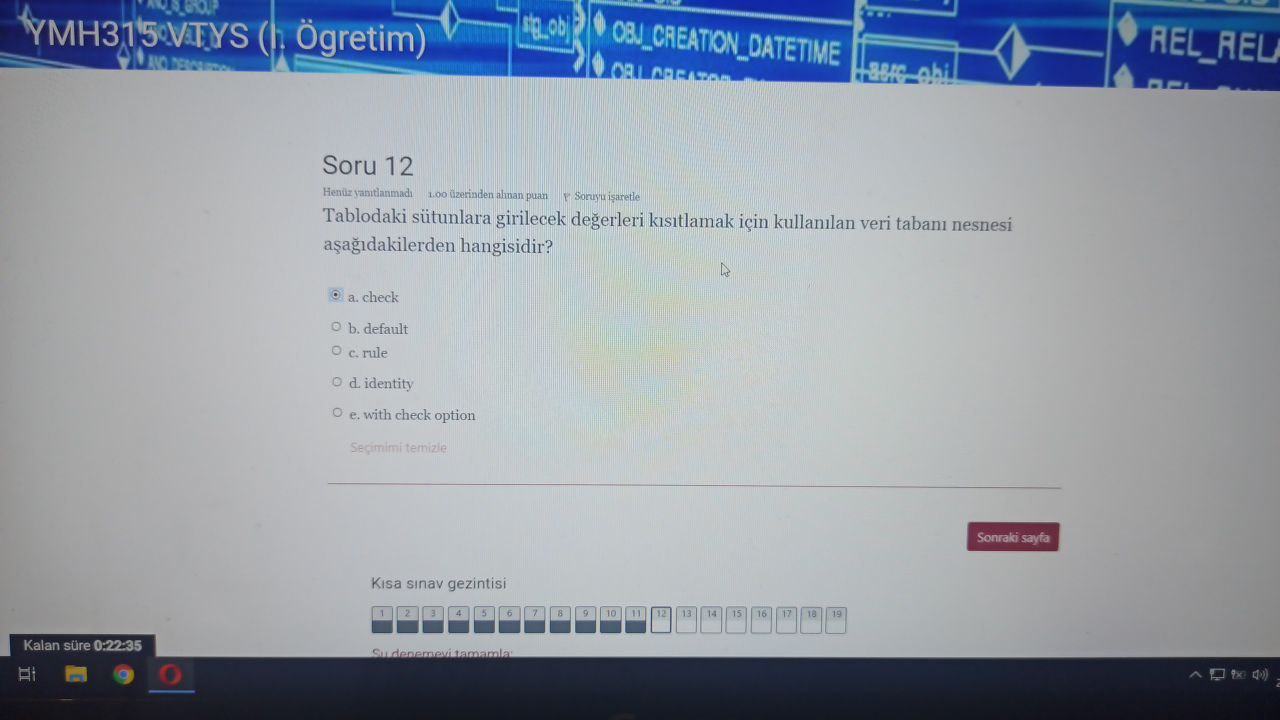 YMH315 VTYS (I. Ögretim)
stg_obj
OBJ_CREATION_DATETIME
asrc_obj
Soru 12
Henüz yanıtlanmadı 1.00 üzerinden alınan puan Soruyu işaretle
Tablodaki sütunlara girilecek değerleri kısıtlamak için kullanılan veri tabanı nesnesi
aşağıdakilerden hangisidir?
a. check
b. default
c. rule
d. identity
e. with check option
Seçimimi temizle
Sonraki sayfa
Kısa sınav gezintisi
1 2 3 4 5 6 7 8 9 10 11 12 13 14 15 16 17 18 19
Şu denemeyi tamamla:
Kalan süre 0:22:35